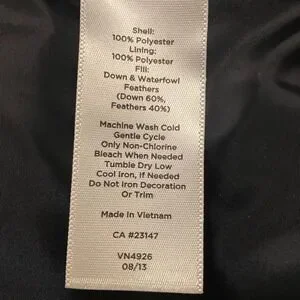 Shell:
100% Polyester
Lining:
100% Polyester
Fill:
Down & Waterfowl
Feathers
(Down 60%,
Feathers 40%)
Machine Wash Cold
Gentle Cycle
Only Non-Chlorine
Bleach When Needed
Tumble Dry Low
Cool Iron, If Needed
Do Not Iron Decoration
Or Trim
Made In Vietnam
CA #23147
VN4926
08/13